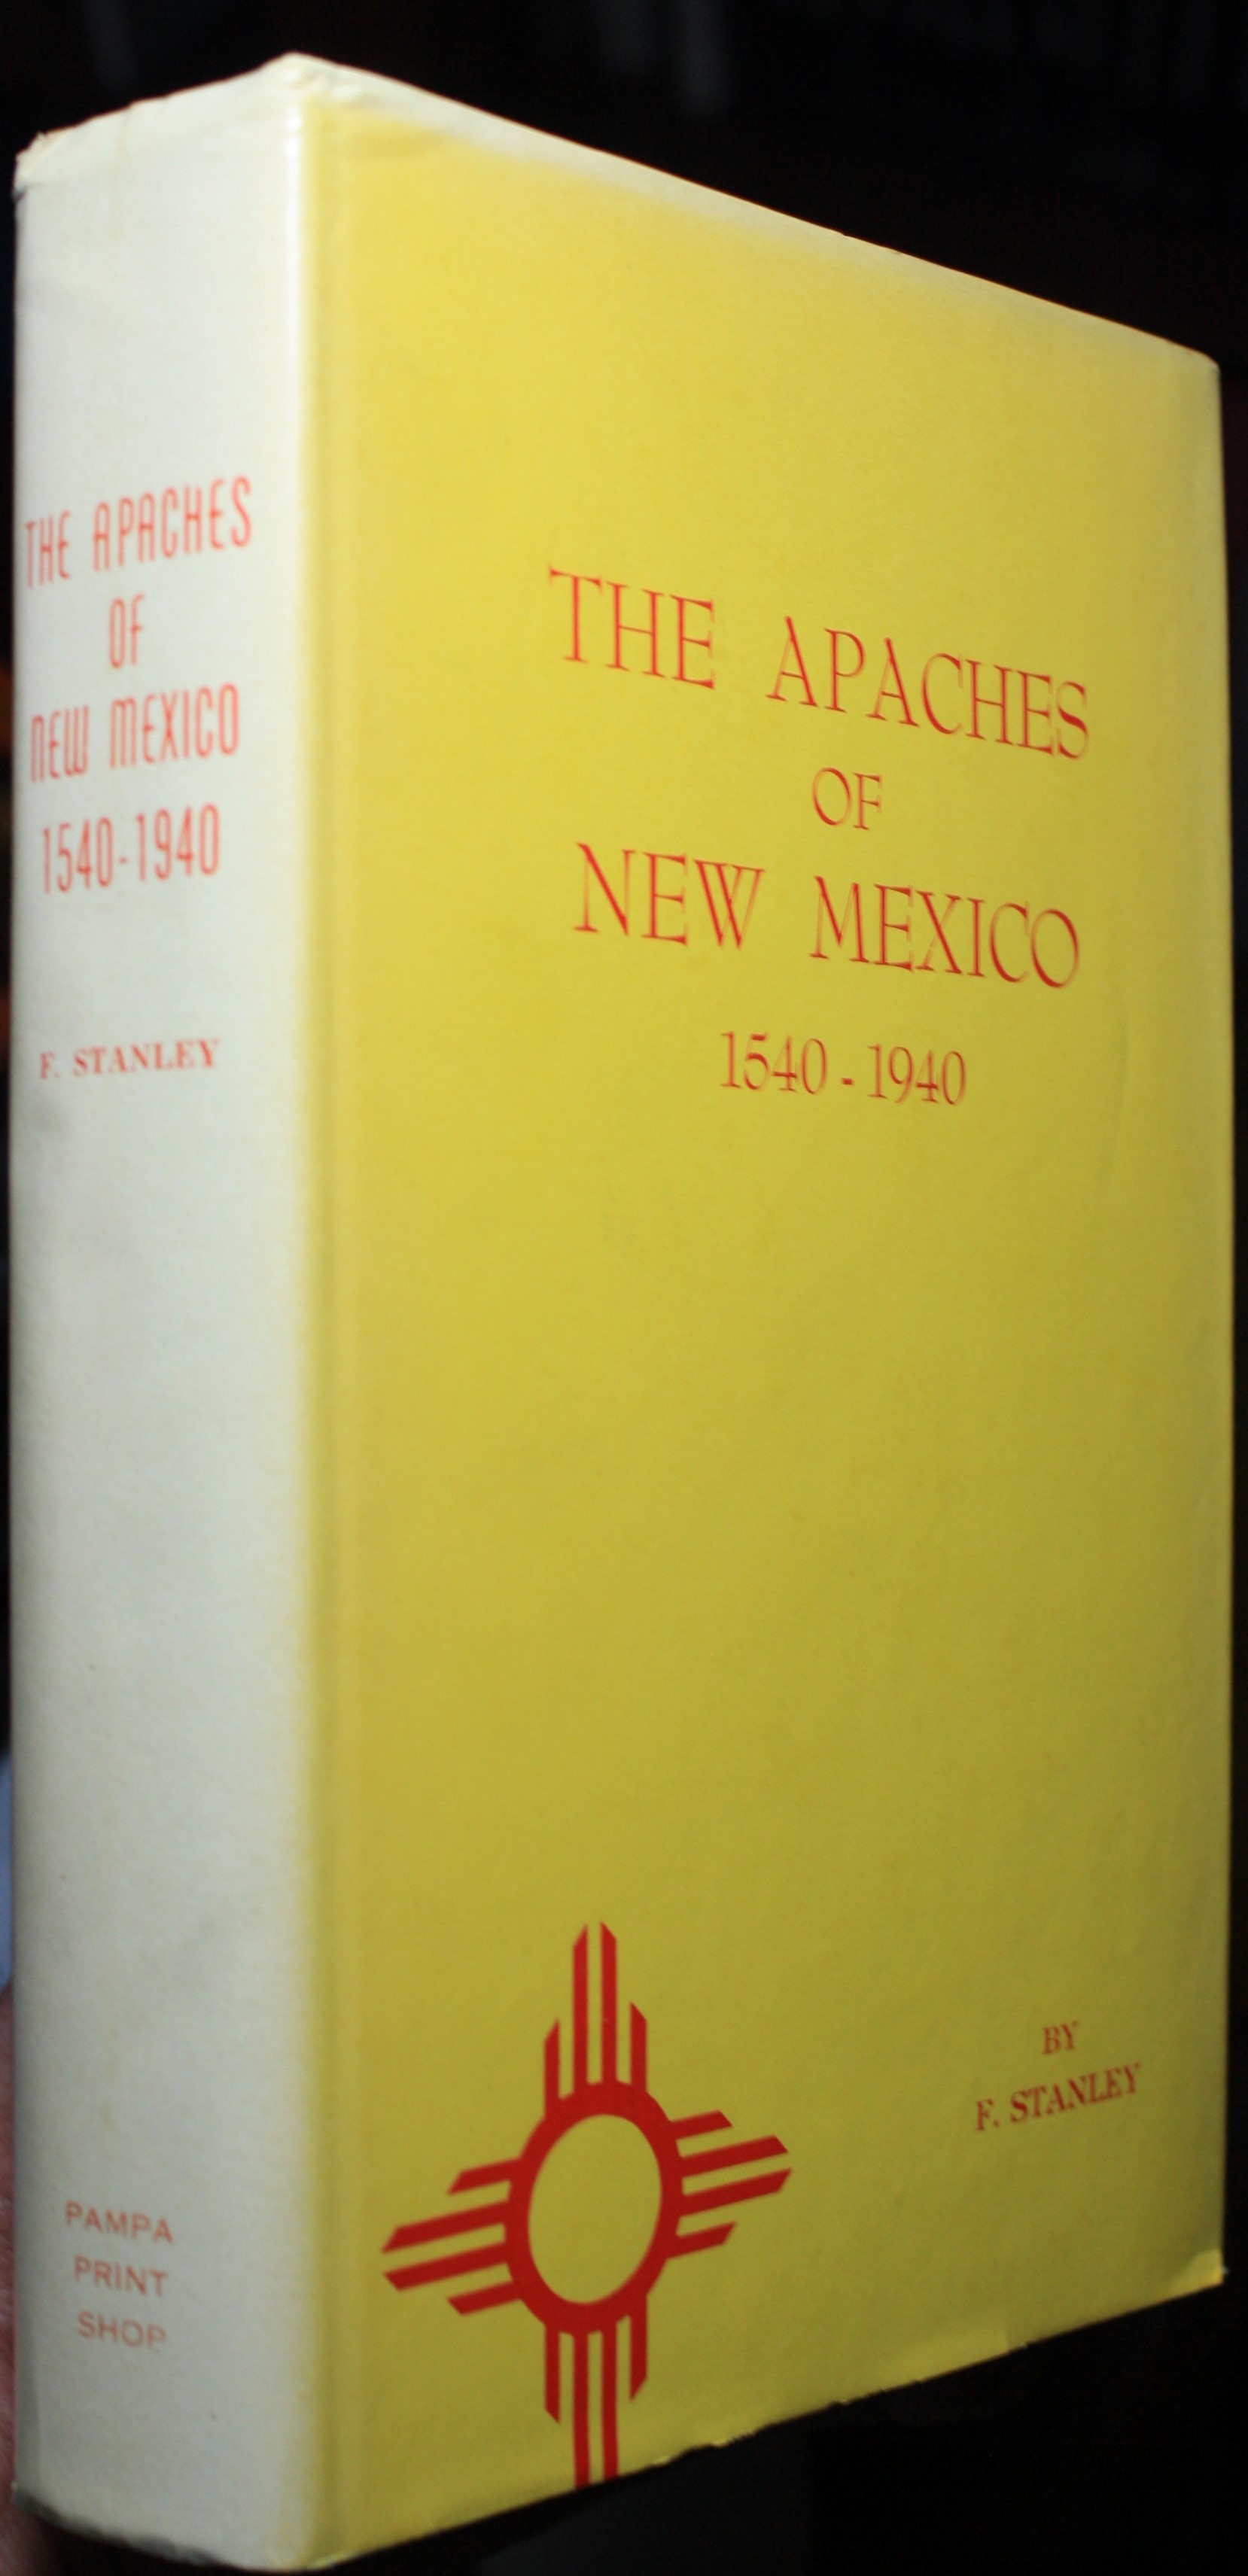 THE APACHES
OF
NEW MEXICO
1540-1940
F. STANLEY
PAMPA
PRINT
SHOP
THE APACHES
OF
NEW MEXICO
1540 - 1940
BY
F. STANLEY